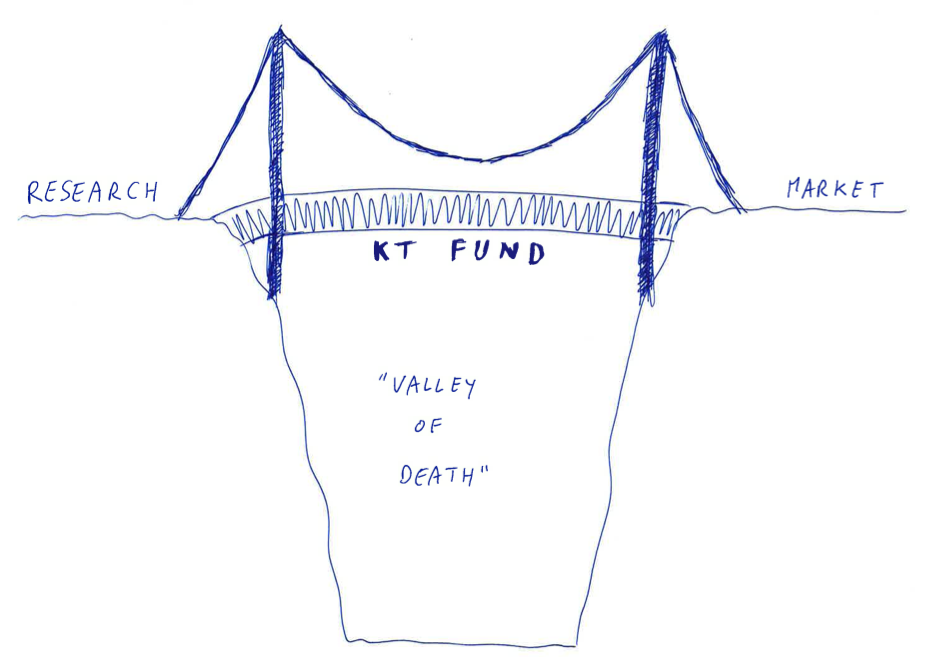 RESEARCH
MARKET
KT FUND
"VALLEY
OF
DEATH"